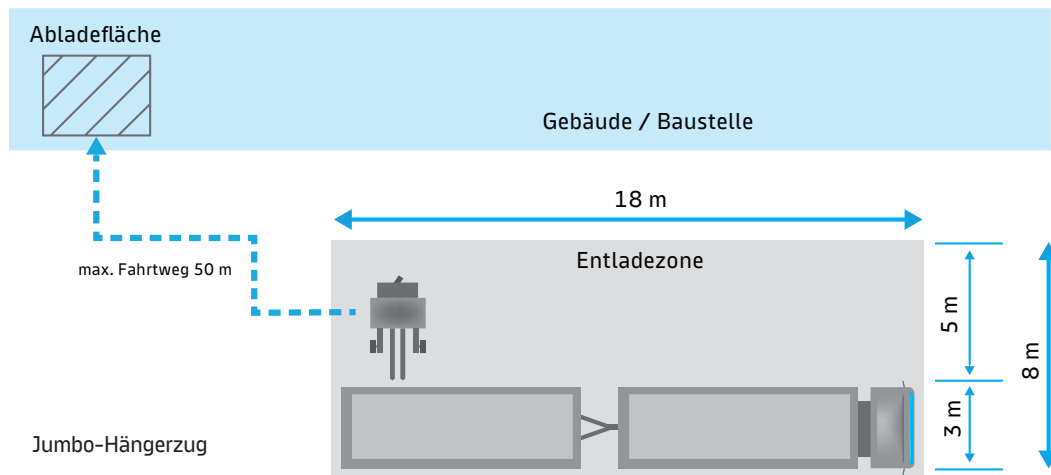 Abladefläche
Gebäude / Baustelle
18 m
max. Fahrtweg 50 m
Entladezone
5 m
8 m
3 m
Jumbo-Hängerzug